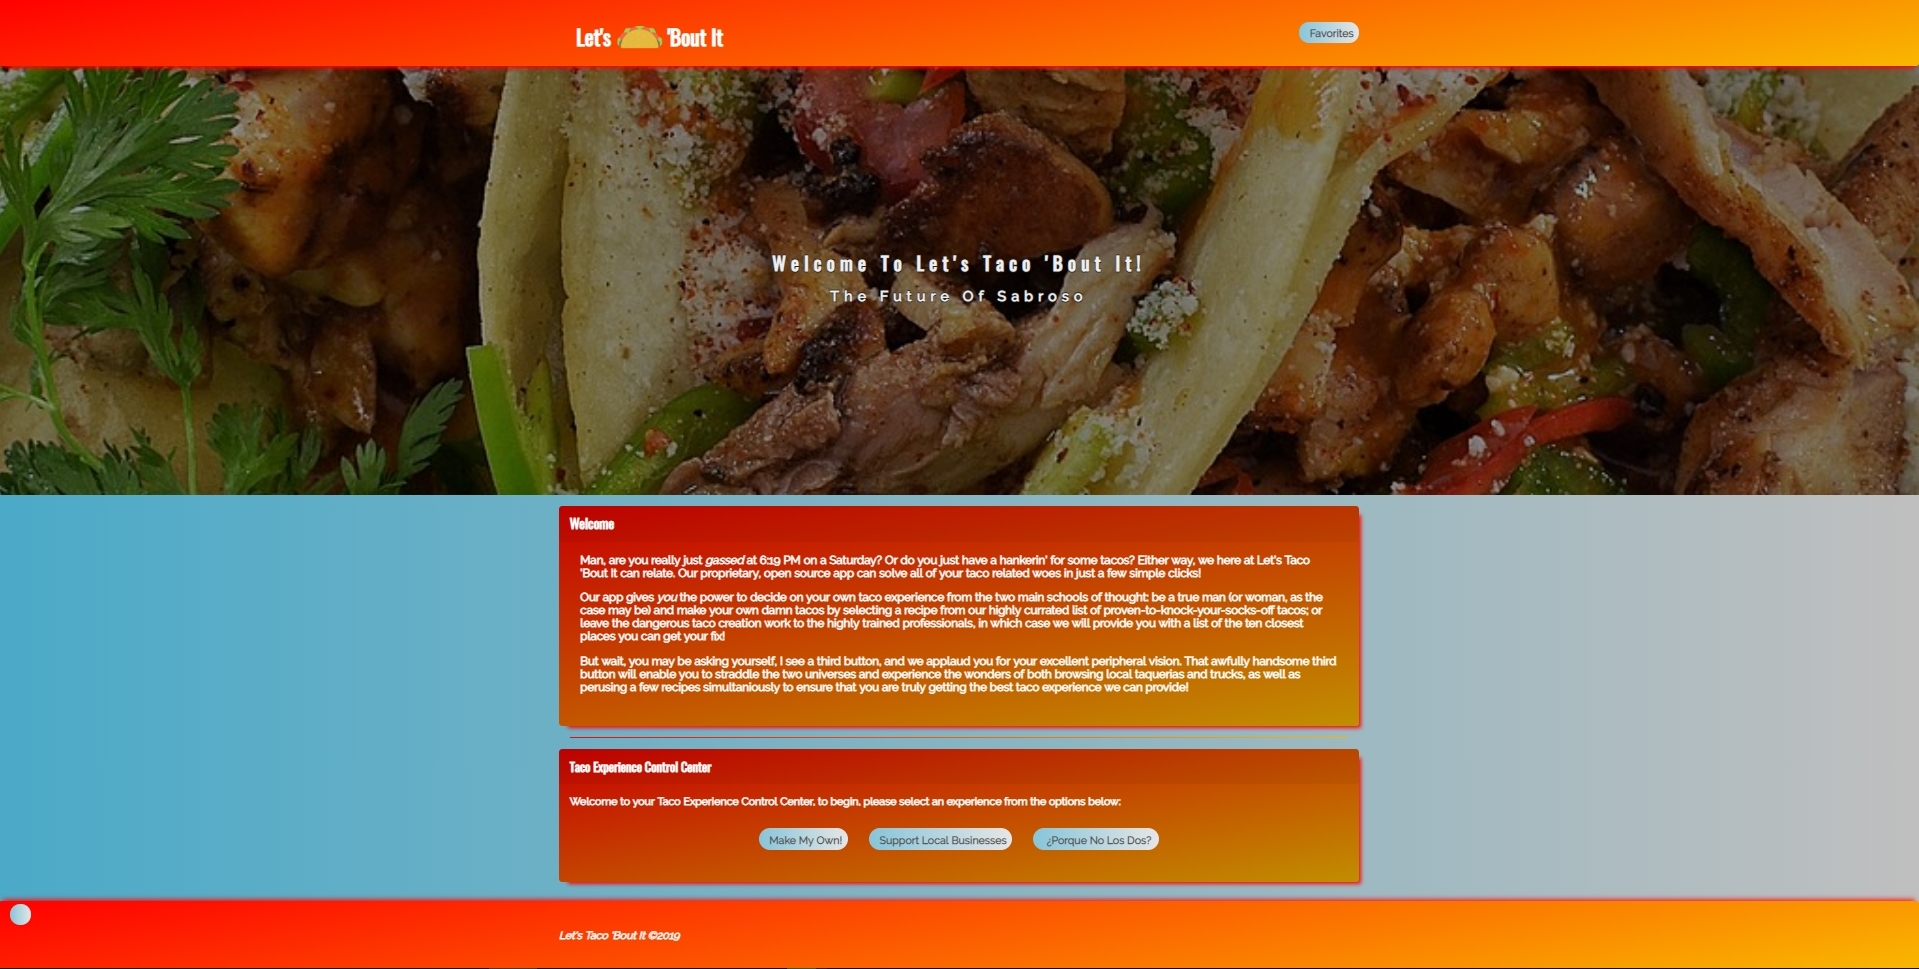 Let's 'Bout It
Favorites
Welcome To Let's Taco 'Bout It!
The Future Of Sabroso
Welcome
Man, are you really just gassed at 6:19 PM on a Saturday? Or do you just have a hankerin' for some tacos? Either way, we here at Let's Taco
'Bout It can relate. Our proprietary, open source app can solve all of your taco related woes in just a few simple clicks!
Our app gives you the power to decide on your own taco experience from the two main schools of thought: be a true man (or woman, as the
case may be) and make your own damn tacos by selecting a recipe from our highly currated list of proven-to-knock-your-socks-off tacos; or
leave the dangerous taco creation work to the highly trained professionals, in which case we will provide you with a list of the ten closest
places you can get your fix!
But wait, you may be asking yourself, I see a third button, and we applaud you for your excellent peripheral vision. That awfully handsome third
button will enable you to straddle the two universes and experience the wonders of both browsing local taquerias and trucks, as well as
perusing a few recipes simultaniously to ensure that you are truly getting the best taco experience we can provide!
Taco Experience Control Center
Welcome to your Taco Experience Control Center, to begin, please select an experience from the options below:
Make My Own!
Support Local Businesses
¿Porque No Los Dos?
Let's Taco 'Bout It ©2019